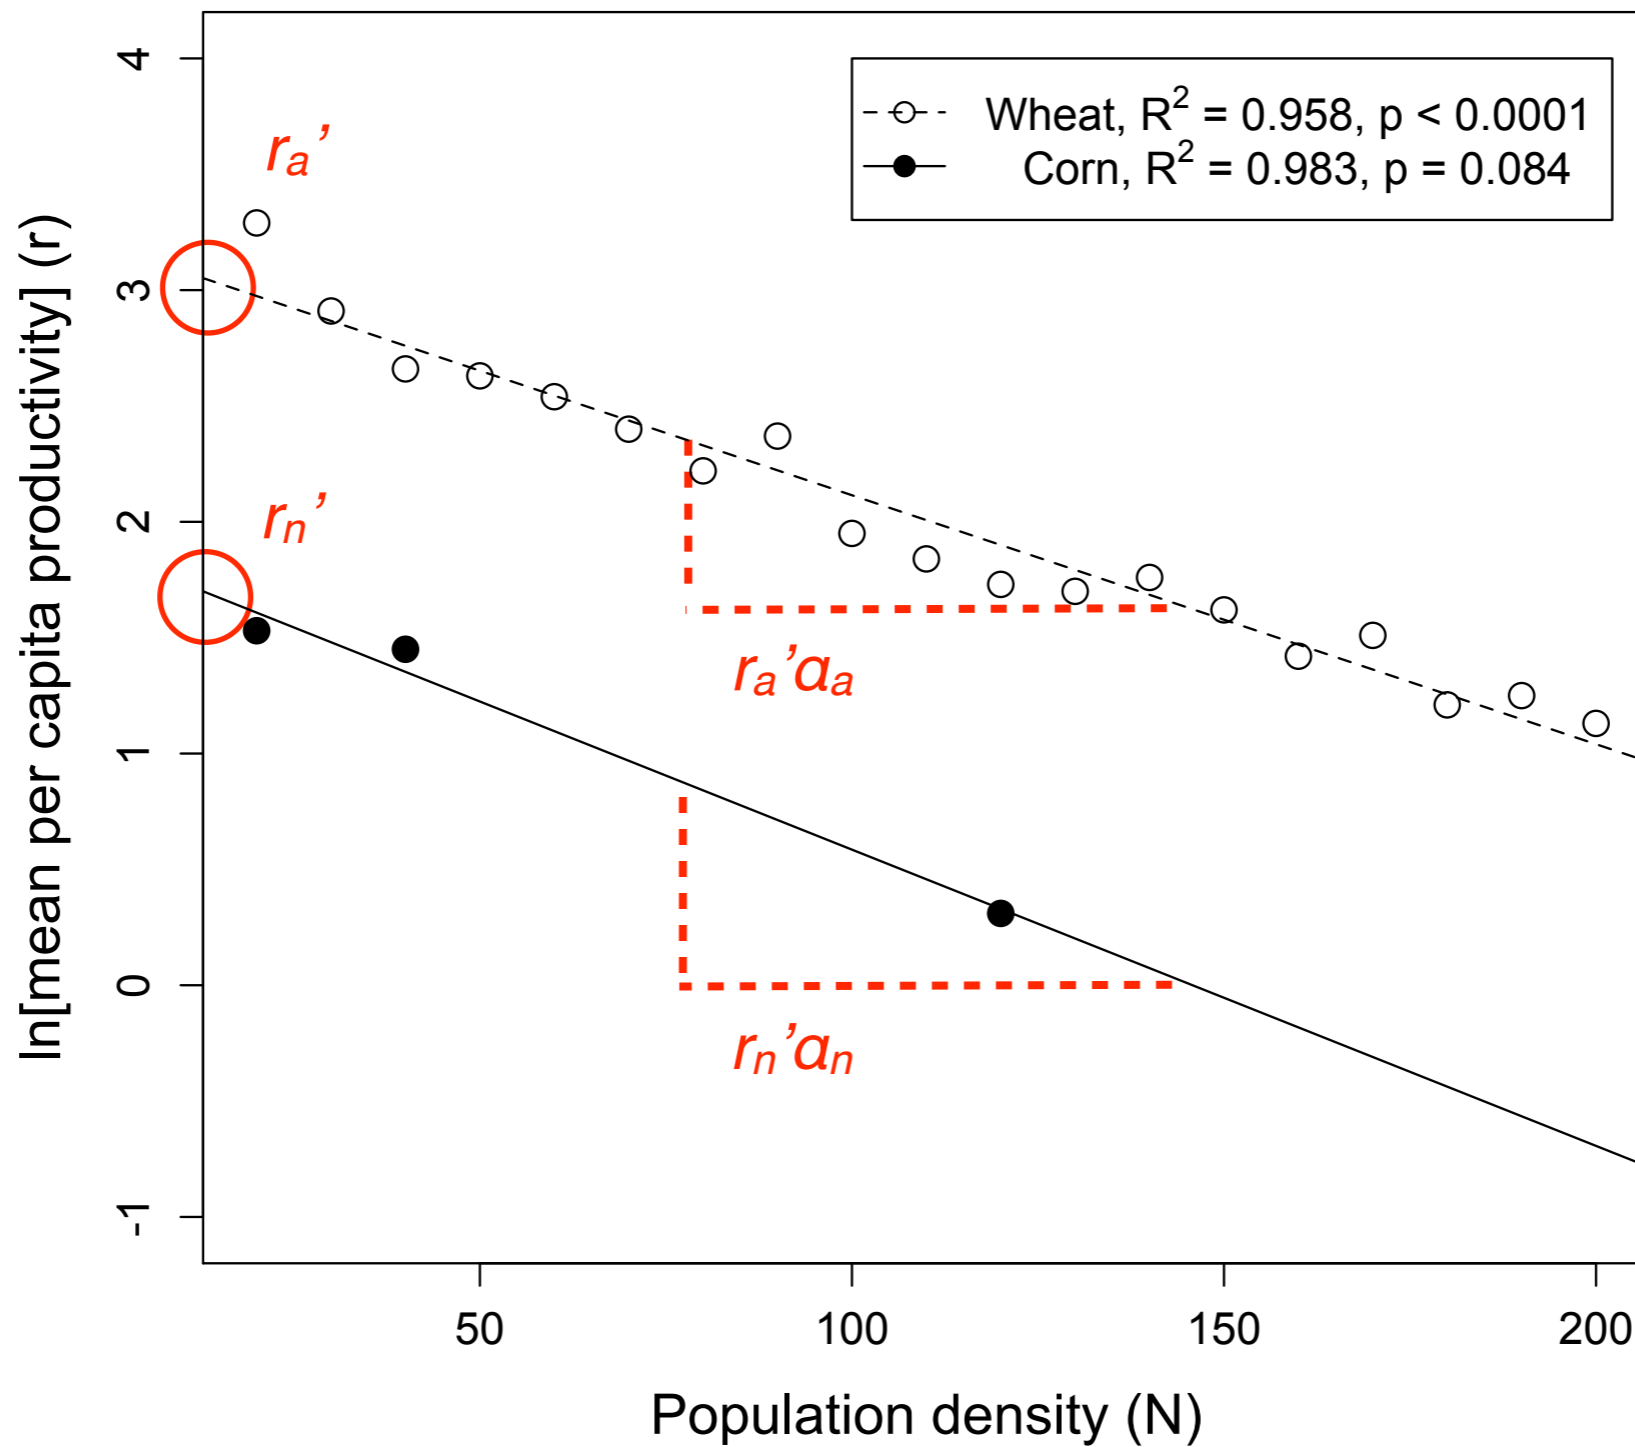 4
3
2
1
0
-1
ln[mean per capita productivity] (r)
Wheat, R² = 0.958, p < 0.0001
Corn, R² = 0.983, p = 0.084
rₐ’
rₙ’
rₐ’αₐ
rₙ’αₙ
50 100 150 200
Population density (N)